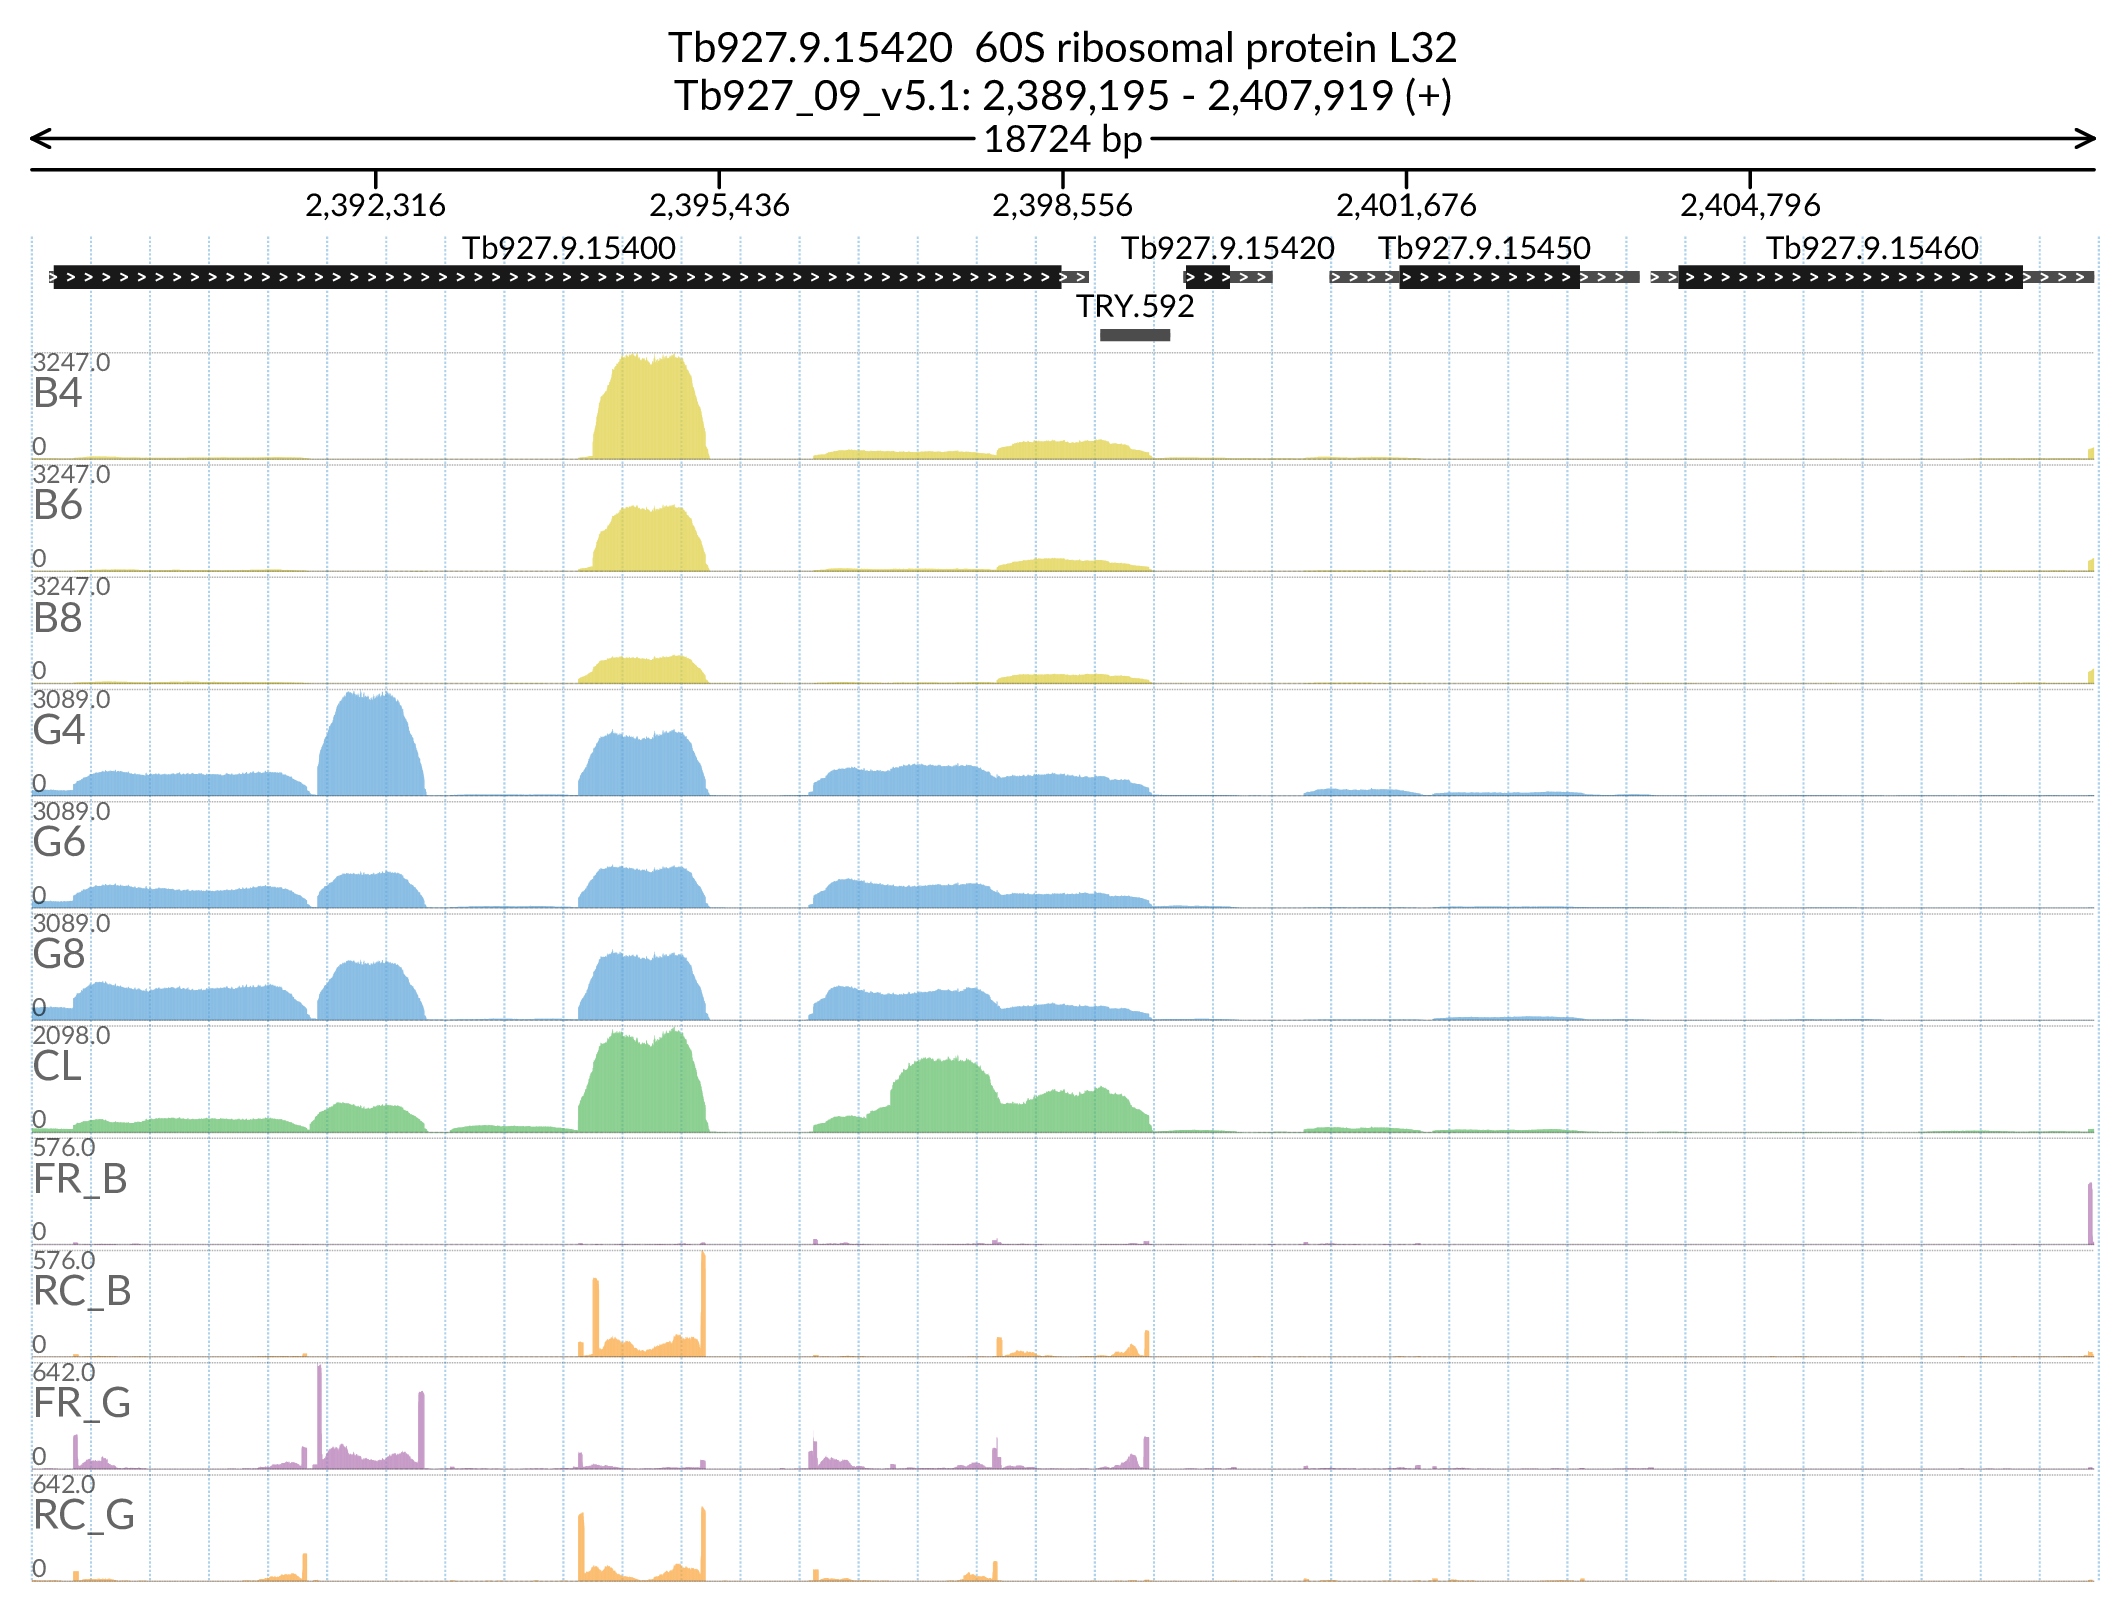 Tb927.9.15420  60S ribosomal protein L32
Tb927_09_v5.1: 2,389,195 - 2,407,919 (+)
18724 bp
2,392,316 2,395,436 2,398,556 2,401,676 2,404,796
Tb927.9.15400 Tb927.9.15420 Tb927.9.15450 Tb927.9.15460
TRY.592
3247.0
B4
0
3247.0
B6
0
3247.0
B8
0
3089.0
G4
0
3089.0
G6
0
3089.0
G8
0
2098.0
CL
0
576.0
FR_B
0
576.0
RC_B
0
642.0
FR_G
0
642.0
RC_G
0